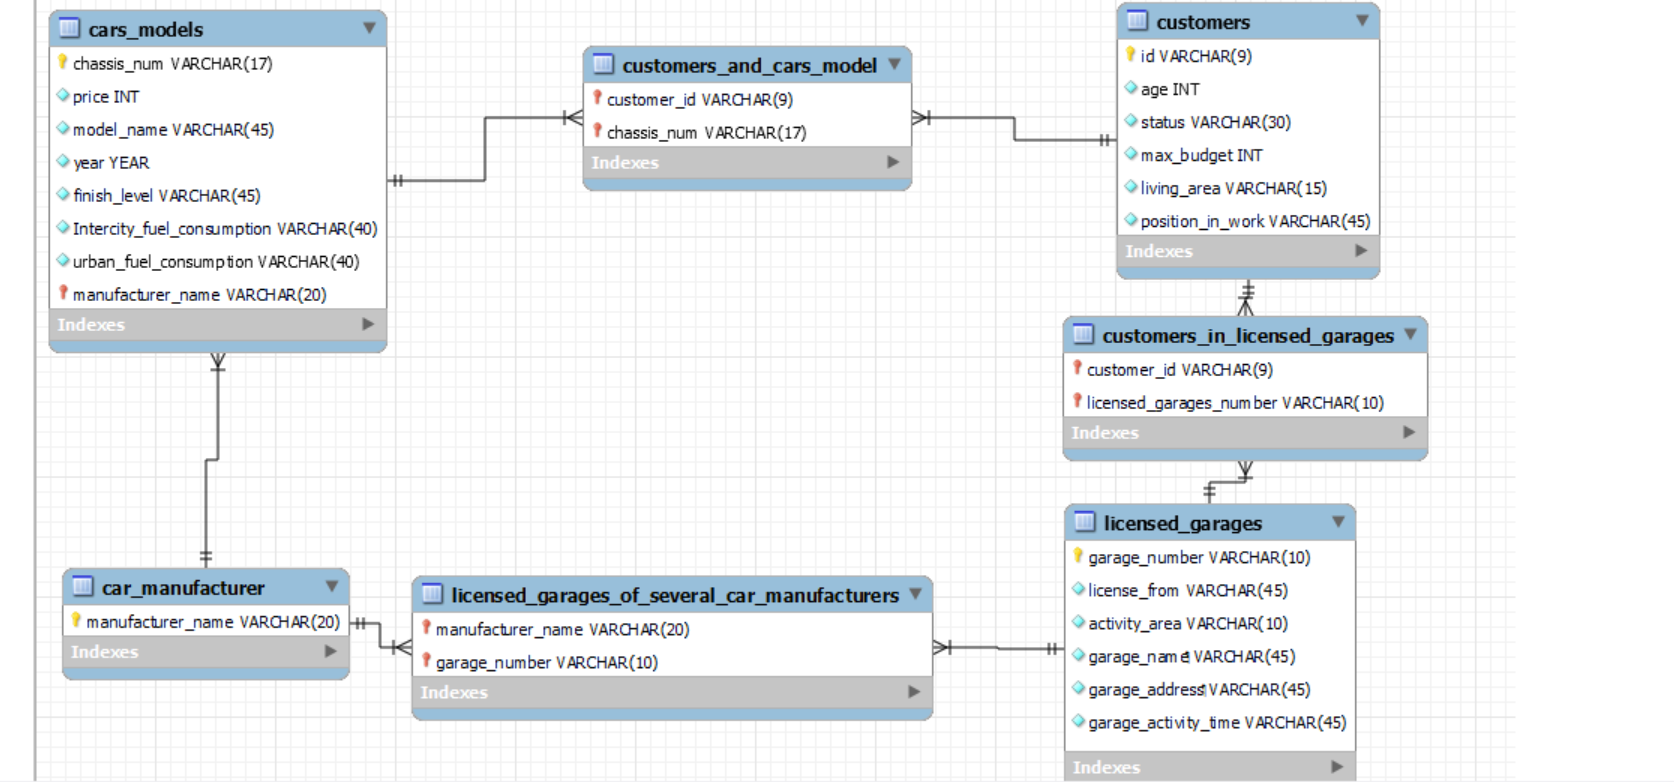 cars_models
chassis_num VARCHAR(17)
price INT
model_name VARCHAR(45)
year YEAR
finish_level VARCHAR(45)
Intercity_fuel_consumption VARCHAR(40)
urban_fuel_consumption VARCHAR(40)
manufacturer_name VARCHAR(20)
Indexes
customers_and_cars_model
customer_id VARCHAR(9)
chassis_num VARCHAR(17)
Indexes
customers
id VARCHAR(9)
age INT
status VARCHAR(30)
max_budget INT
living_area VARCHAR(15)
position_in_work VARCHAR(45)
Indexes
customers_in_licensed_garages
customer_id VARCHAR(9)
licensed_garages_number VARCHAR(10)
Indexes
car_manufacturer
manufacturer_name VARCHAR(20)
Indexes
licensed_garages_of_several_car_manufacturers
manufacturer_name VARCHAR(20)
garage_number VARCHAR(10)
Indexes
licensed_garages
garage_number VARCHAR(10)
license_from VARCHAR(45)
activity_area VARCHAR(10)
garage_name VARCHAR(45)
garage_address VARCHAR(45)
garage_activity_time VARCHAR(45)
Indexes